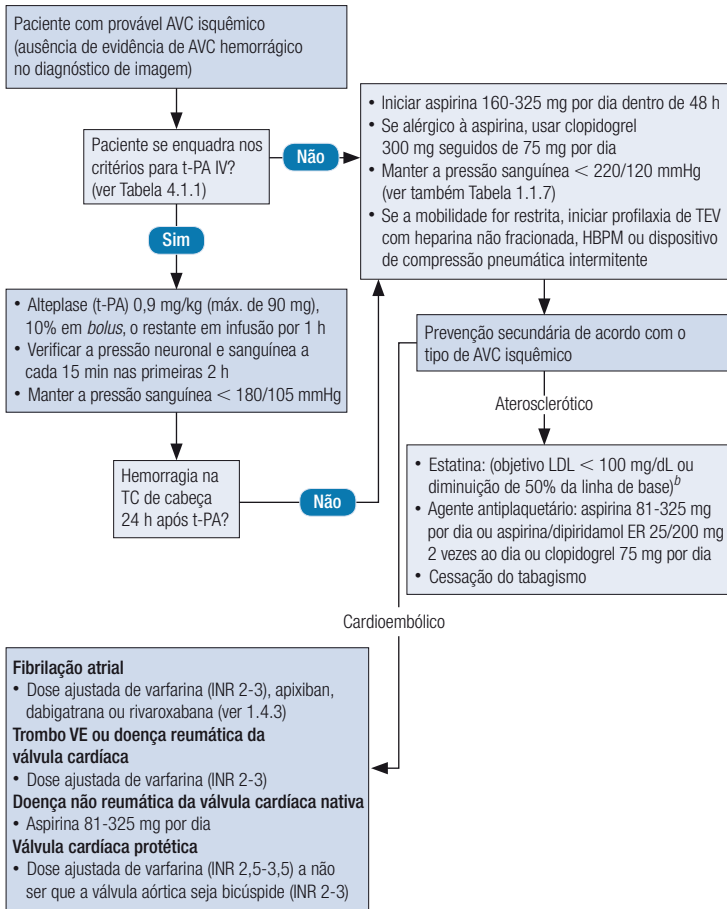 Paciente com provável AVC isquêmico
(ausência de evidência de AVC hemorrágico
no diagnóstico de imagem)
Paciente se enquadra nos
critérios para t-PA IV?
(ver Tabela 4.1.1)
Não
Sim
• Iniciar aspirina 160-325 mg por dia dentro de 48 h
• Se alérgico à aspirina, usar clopidogrel
300 mg seguidos de 75 mg por dia
• Manter a pressão sanguínea < 220/120 mmHg
(ver também Tabela 1.1.7)
• Se a mobilidade for restrita, iniciar profilaxia de TEV
com heparina não fracionada, HBPM ou dispositivo
de compressão pneumática intermitente
• Alteplase (t-PA) 0,9 mg/kg (máx. de 90 mg),
10% em bolus, o restante em infusão por 1 h
• Verificar a pressão neuronal e sanguínea a
cada 15 min nas primeiras 2 h
• Manter a pressão sanguínea < 180/105 mmHg
Hemorragia na
TC de cabeça
24 h após t-PA?
Não
Prevenção secundária de acordo com o
tipo de AVC isquêmico
Aterosclerótico
• Estatina: (objetivo LDL < 100 mg/dL ou
diminuição de 50% da linha de base)b
• Agente antiplaquetário: aspirina 81-325 mg
por dia ou aspirina/dipiridamol ER 25/200 mg
2 vezes ao dia ou clopidogrel 75 mg por dia
• Cessação do tabagismo
Cardioembólico
Fibrilação atrial
• Dose ajustada de varfarina (INR 2-3), apixiban,
dabigatrana ou rivaroxabana (ver 1.4.3)
Trombo VE ou doença reumática da
válvula cardíaca
• Dose ajustada de varfarina (INR 2-3)
Doença não reumática da válvula cardíaca nativa
• Aspirina 81-325 mg por dia
Válvula cardíaca protética
• Dose ajustada de varfarina (INR 2,5-3,5) a não
ser que a válvula aórtica seja bicúspide (INR 2-3)